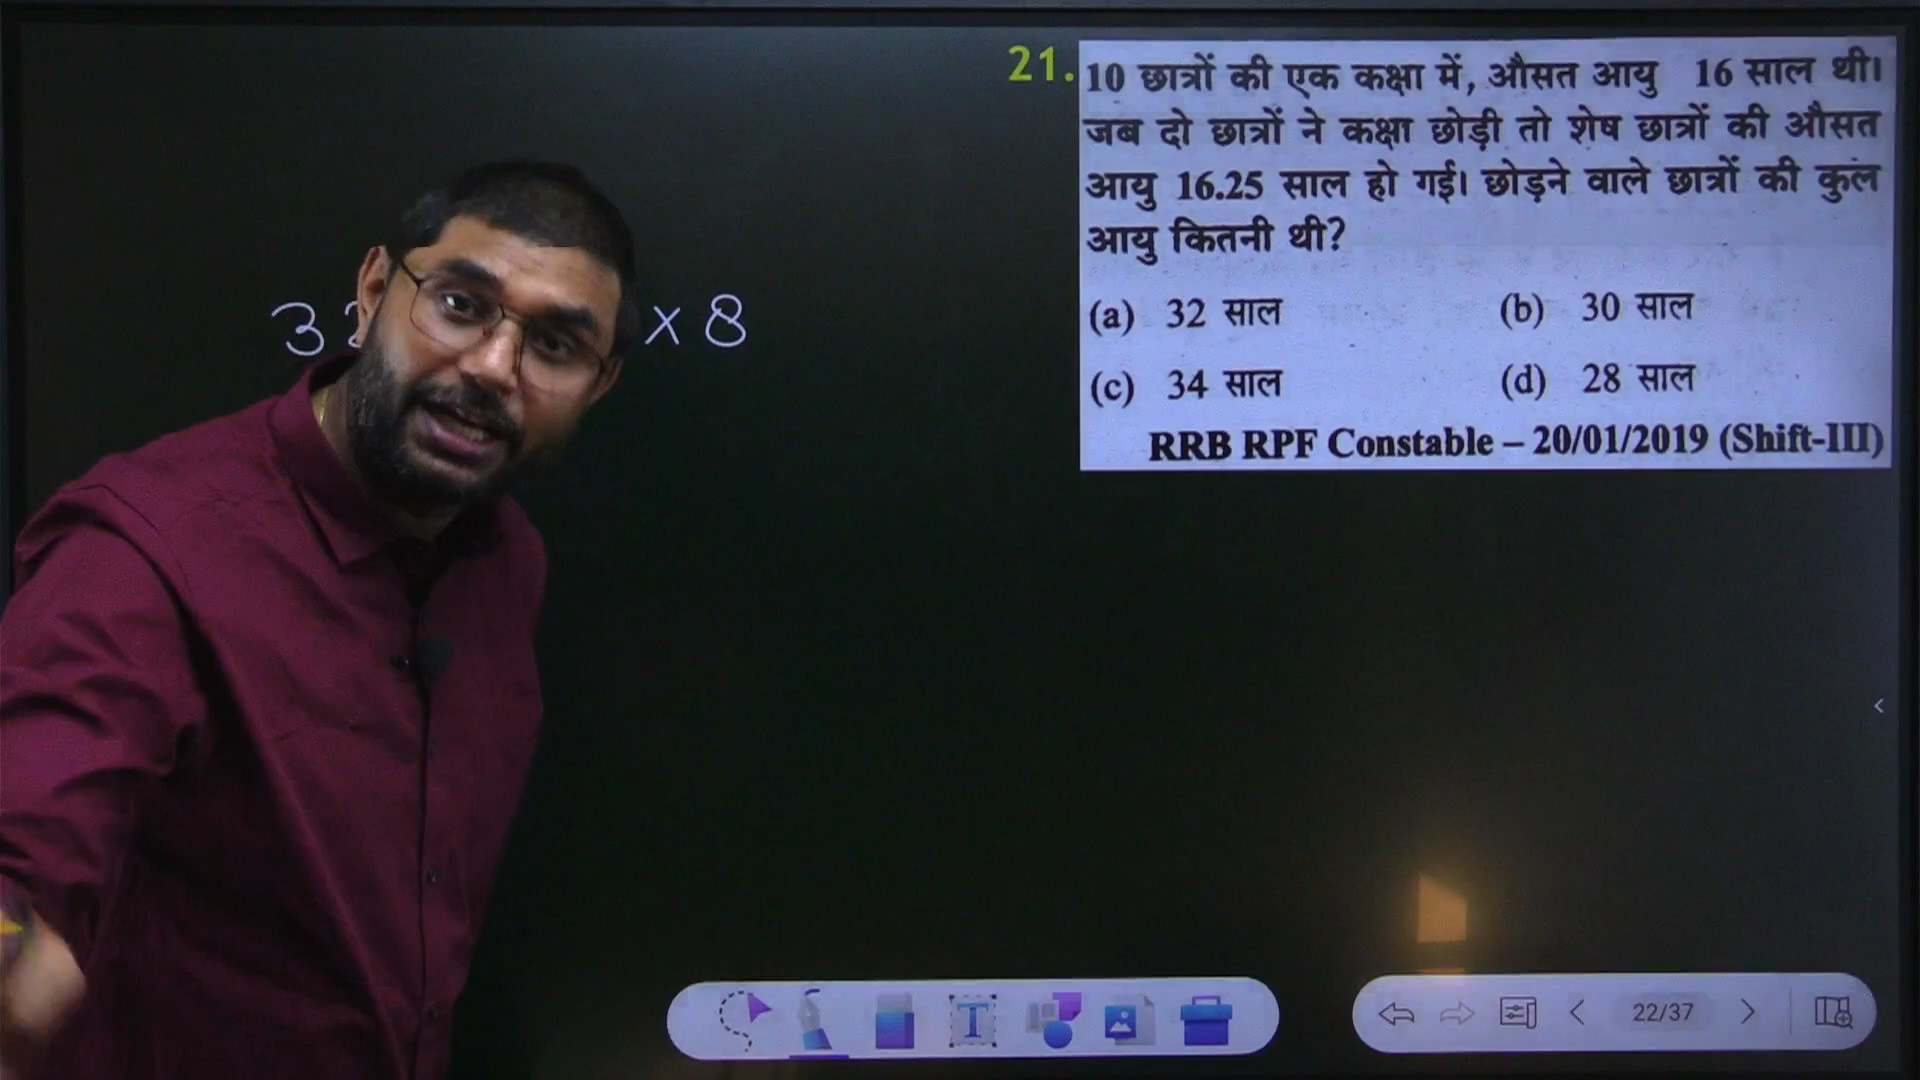 21.
10 छात्रों की एक कक्षा में, औसत आयु 16 साल थी।
जब दो छात्रों ने कक्षा छोड़ी तो शेष छात्रों की औसत
आयु 16.25 साल हो गई। छोड़ने वाले छात्रों की कुल
आयु कितनी थी?
(a) 32 साल (b) 30 साल
(c) 34 साल (d) 28 साल
RRB RPF Constable – 20/01/2019 (Shift-III)
3
× 8
T
22/37